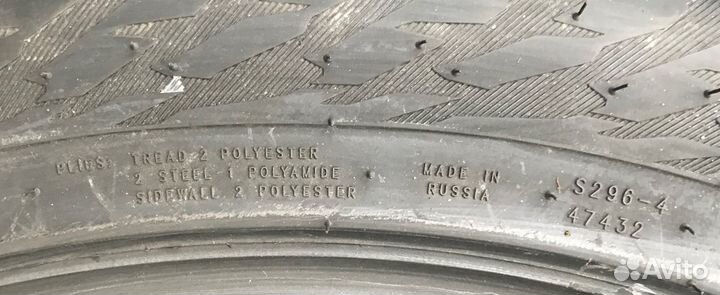 PLIES: TREAD 2 POLYESTER
2 STEEL 1 POLYAMIDE
SIDEWALL 2 POLYESTER
MADE IN
RUSSIA
S296-4
47432
Avito